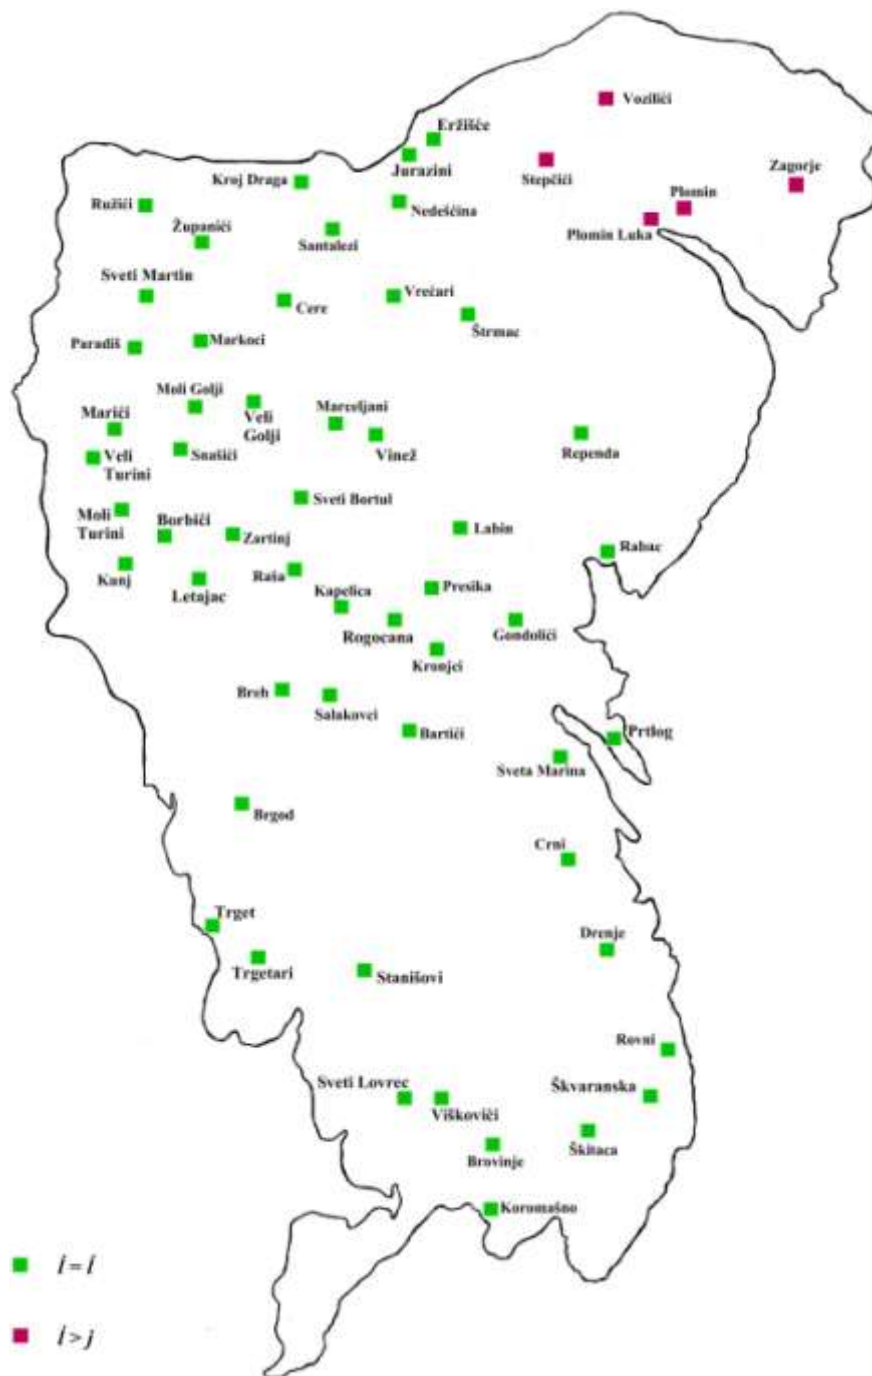 Vozilići
Eržišće
Jurazini
Stepčići
Zagorje
Kroj Draga
Plomin
Ružići
Nedešćina
Plomin Luka
Županići
Santalezi
Sveti Martin
Cere
Vrećari
Štrmac
Paradiš
Markoci
Moli Golji
Veli
Golji
Marceljani
Marići
Vinež
Rependa
Snašići
Veli
Turini
Sveti Bortul
Moli
Turini
Borbići
Zartinj
Labin
Rabac
Kunj
Letajac
Raša
Kapelica
Presika
Rogocana
Gondolići
Kranjci
Breh
Salakovci
Bartići
Prtlog
Sveta Marina
Brgod
Crni
Trget
Drenje
Trgetari
Stanišovi
Rovni
Sveti Lovrec
Viškovići
Škvaranska
Škitaca
Brovinje
Koromašno